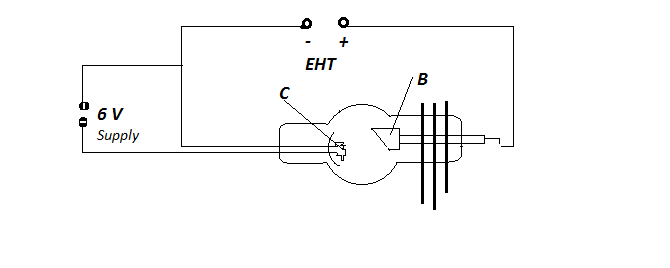 - +
EHT
B
C
6 V
Supply